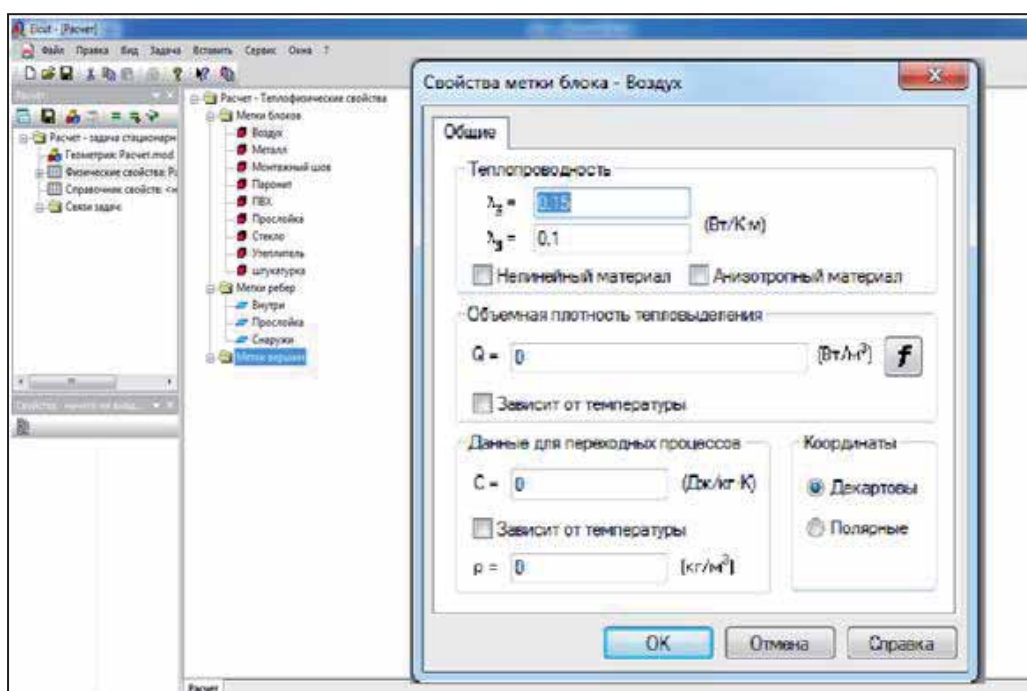 Elcut - [Расчет]
Файл Правка Вид Задача Вставить Сервис Окна ?
Расчет - задача стационарн
Геометрия: Расчет.mod
Физические свойства: Ра
Справочник свойств: <н
Связи задач:
Расчет - Теплофизические свойства
Метки блоков
Воздух
Металл
Монтажный шов
Паронит
ПВХ
Прослойка
Стекло
Утеплитель
штукатурка
Метки ребер
Внутри
Прослойка
Снаружи
Метки вершин
Расчет
Свойства метки блока - Воздух
Общие
Теплопроводность
λ = 0,15
λ = 0,1
(Вт/К·м)
Нелинейный материал Анизотропный материал
Объемная плотность тепловыделения
Q = 0 (Вт/м³) f
Зависит от температуры
Данные для переходных процессов
C = 0 (Дж/кг·К)
Зависит от температуры
ρ = 0 (кг/м³)
Координаты
Декартовы
Полярные
OK Отмена Справка